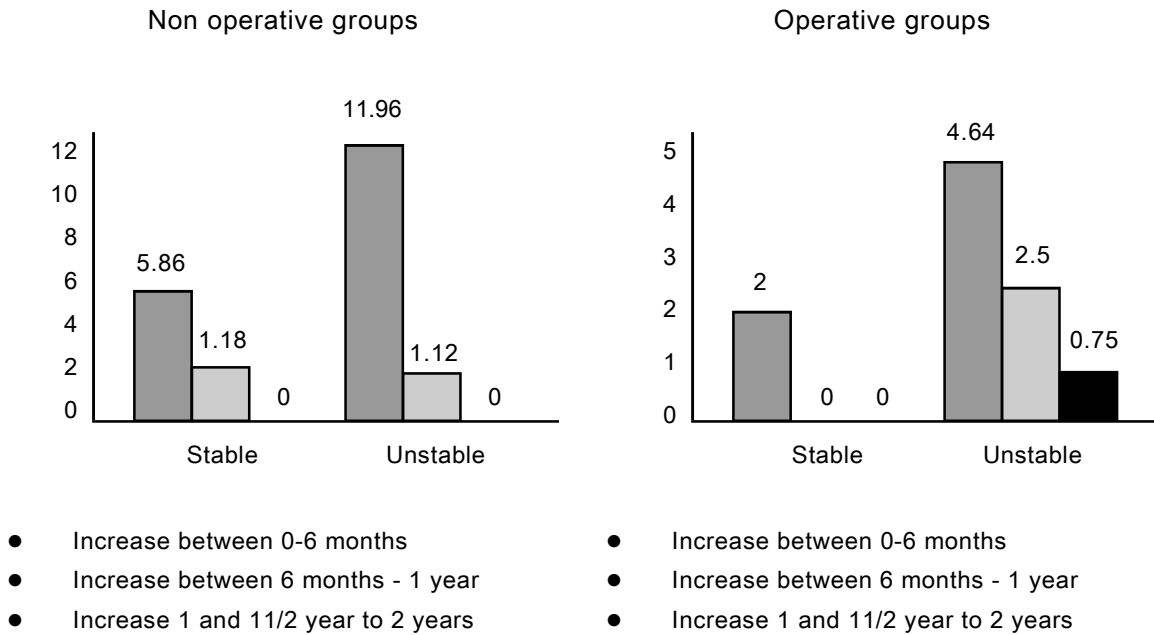 Non operative groups
11.96
12
10
8
6
4
2
0
5.86
1.18
0
1.12
0
Stable Unstable
● Increase between 0-6 months
● Increase between 6 months - 1 year
● Increase 1 and 11/2 year to 2 years
Operative groups
4.64
5
4
3
2
1
0
2
0 0
2.5
0.75
Stable Unstable
● Increase between 0-6 months
● Increase between 6 months - 1 year
● Increase 1 and 11/2 year to 2 years